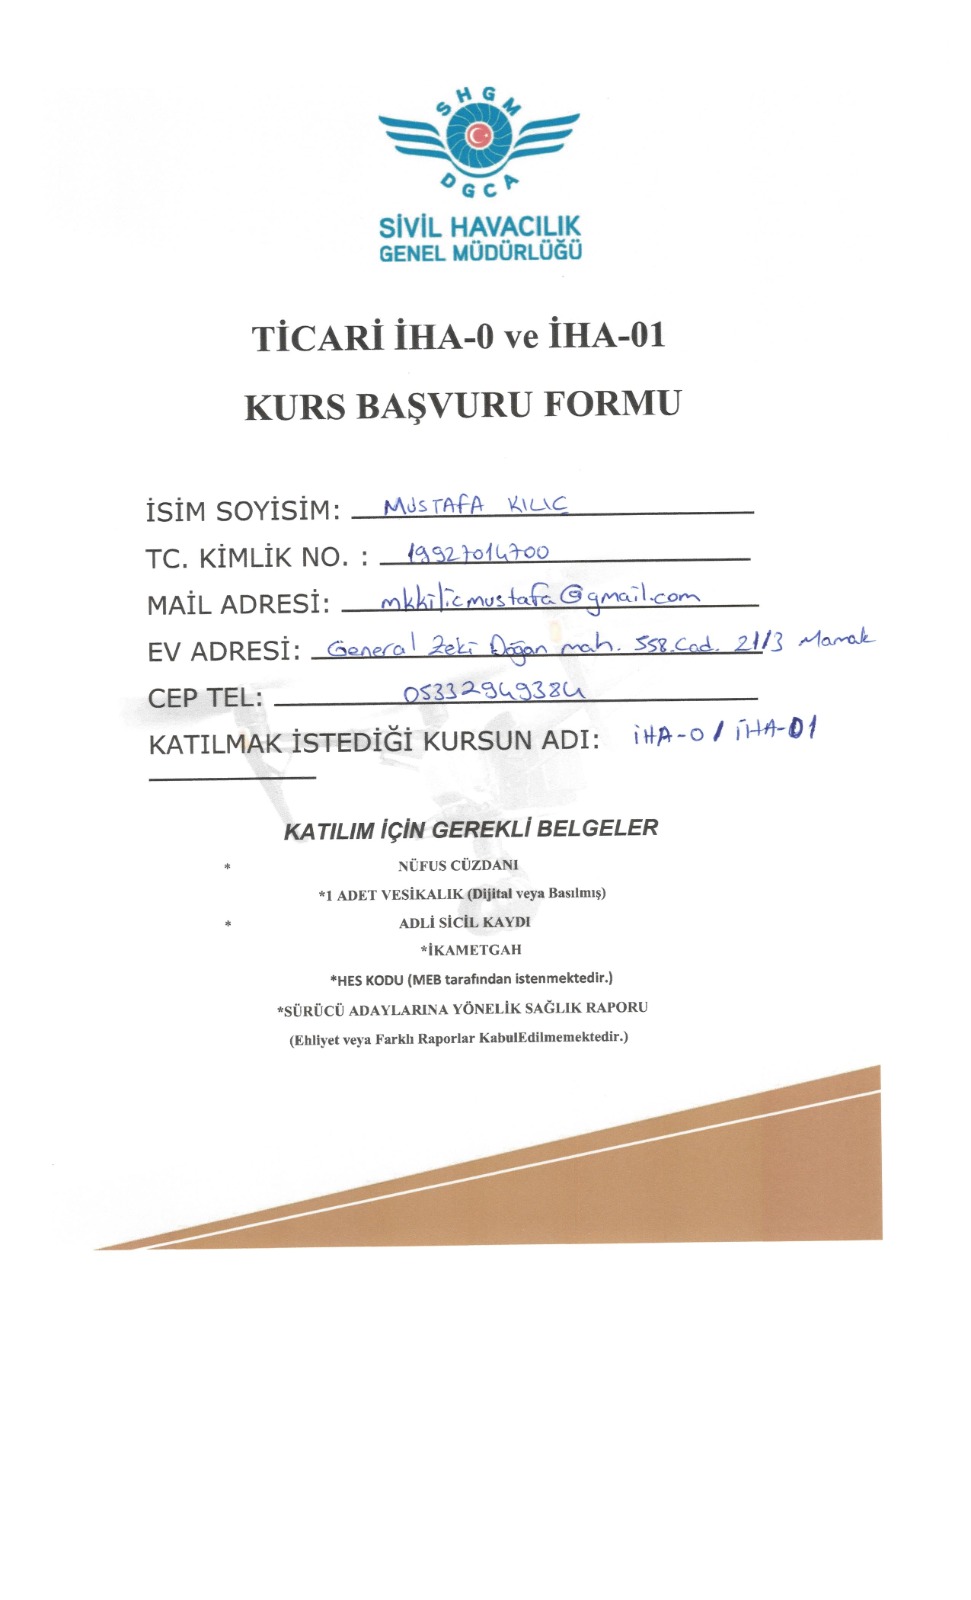 SHGM
DGCA
SİVİL HAVACILIK
GENEL MÜDÜRLÜĞÜ
TİCARİ İHA-0 ve İHA-01
KURS BAŞVURU FORMU
İSİM SOYİSİM: MUSTAFA KILIC
TC. KİMLİK NO. : 19927014700
MAİL ADRESİ: mkkilicmustafa@gmail.com
EV ADRESİ: General Zeki Doğan mah. 558.Cad. 21/3 Mamak
CEP TEL: 05332949384
KATILMAK İSTEDİĞİ KURSUN ADI: İHA-0 / İHA-01
KATILIM İÇİN GEREKLİ BELGELER
* NÜFUS CÜZDANI
*1 ADET VESİKALIK (Dijital veya Basılmış)
* ADLİ SİCİL KAYDI
*İKAMETGAH
*HES KODU (MEB tarafından istenmektedir.)
*SÜRÜCÜ ADAYLARINA YÖNELİK SAĞLIK RAPORU
(Ehliyet veya Farklı Raporlar KabulEdilmemektedir.)